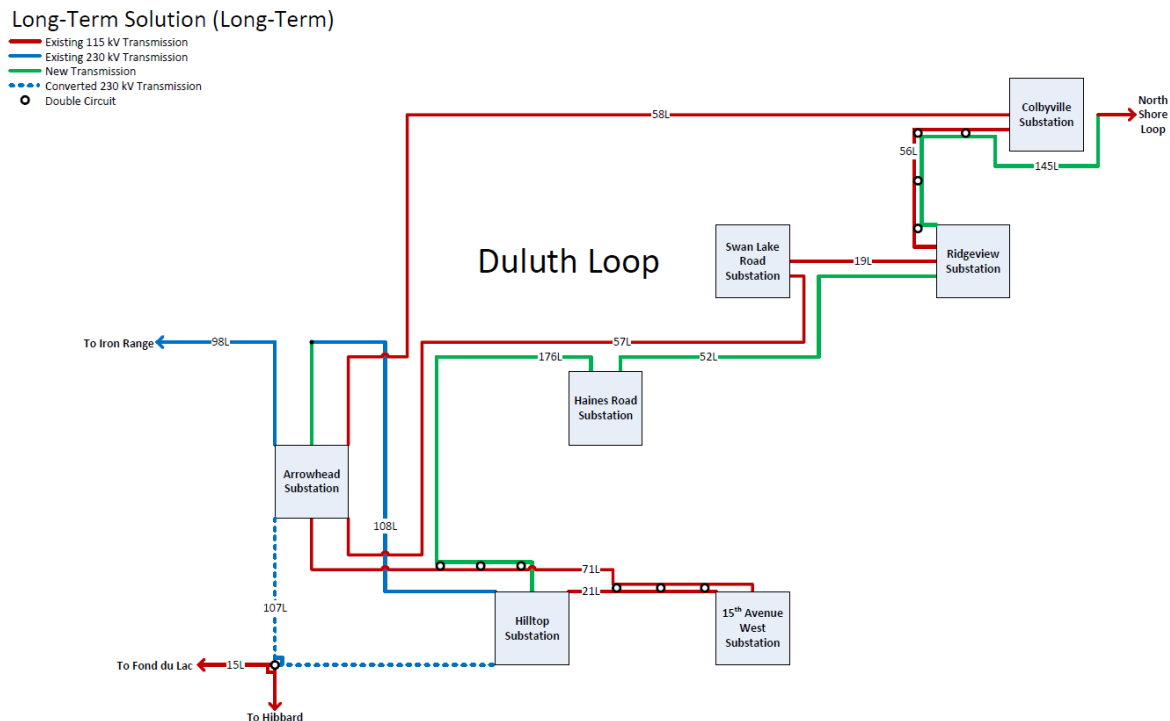 Long-Term Solution (Long-Term)
Existing 115 kV Transmission
Existing 230 kV Transmission
New Transmission
Converted 230 kV Transmission
Double Circuit
58L
Colbyville
Substation
North
Shore
Loop
56L
145L
Duluth Loop
Swan Lake
Road
Substation
19L
Ridgeview
Substation
To Iron Range
98L
57L
176L
52L
Haines Road
Substation
Arrowhead
Substation
108L
71L
21L
107L
Hilltop
Substation
15th Avenue
West
Substation
To Fond du Lac
15L
To Hibbard